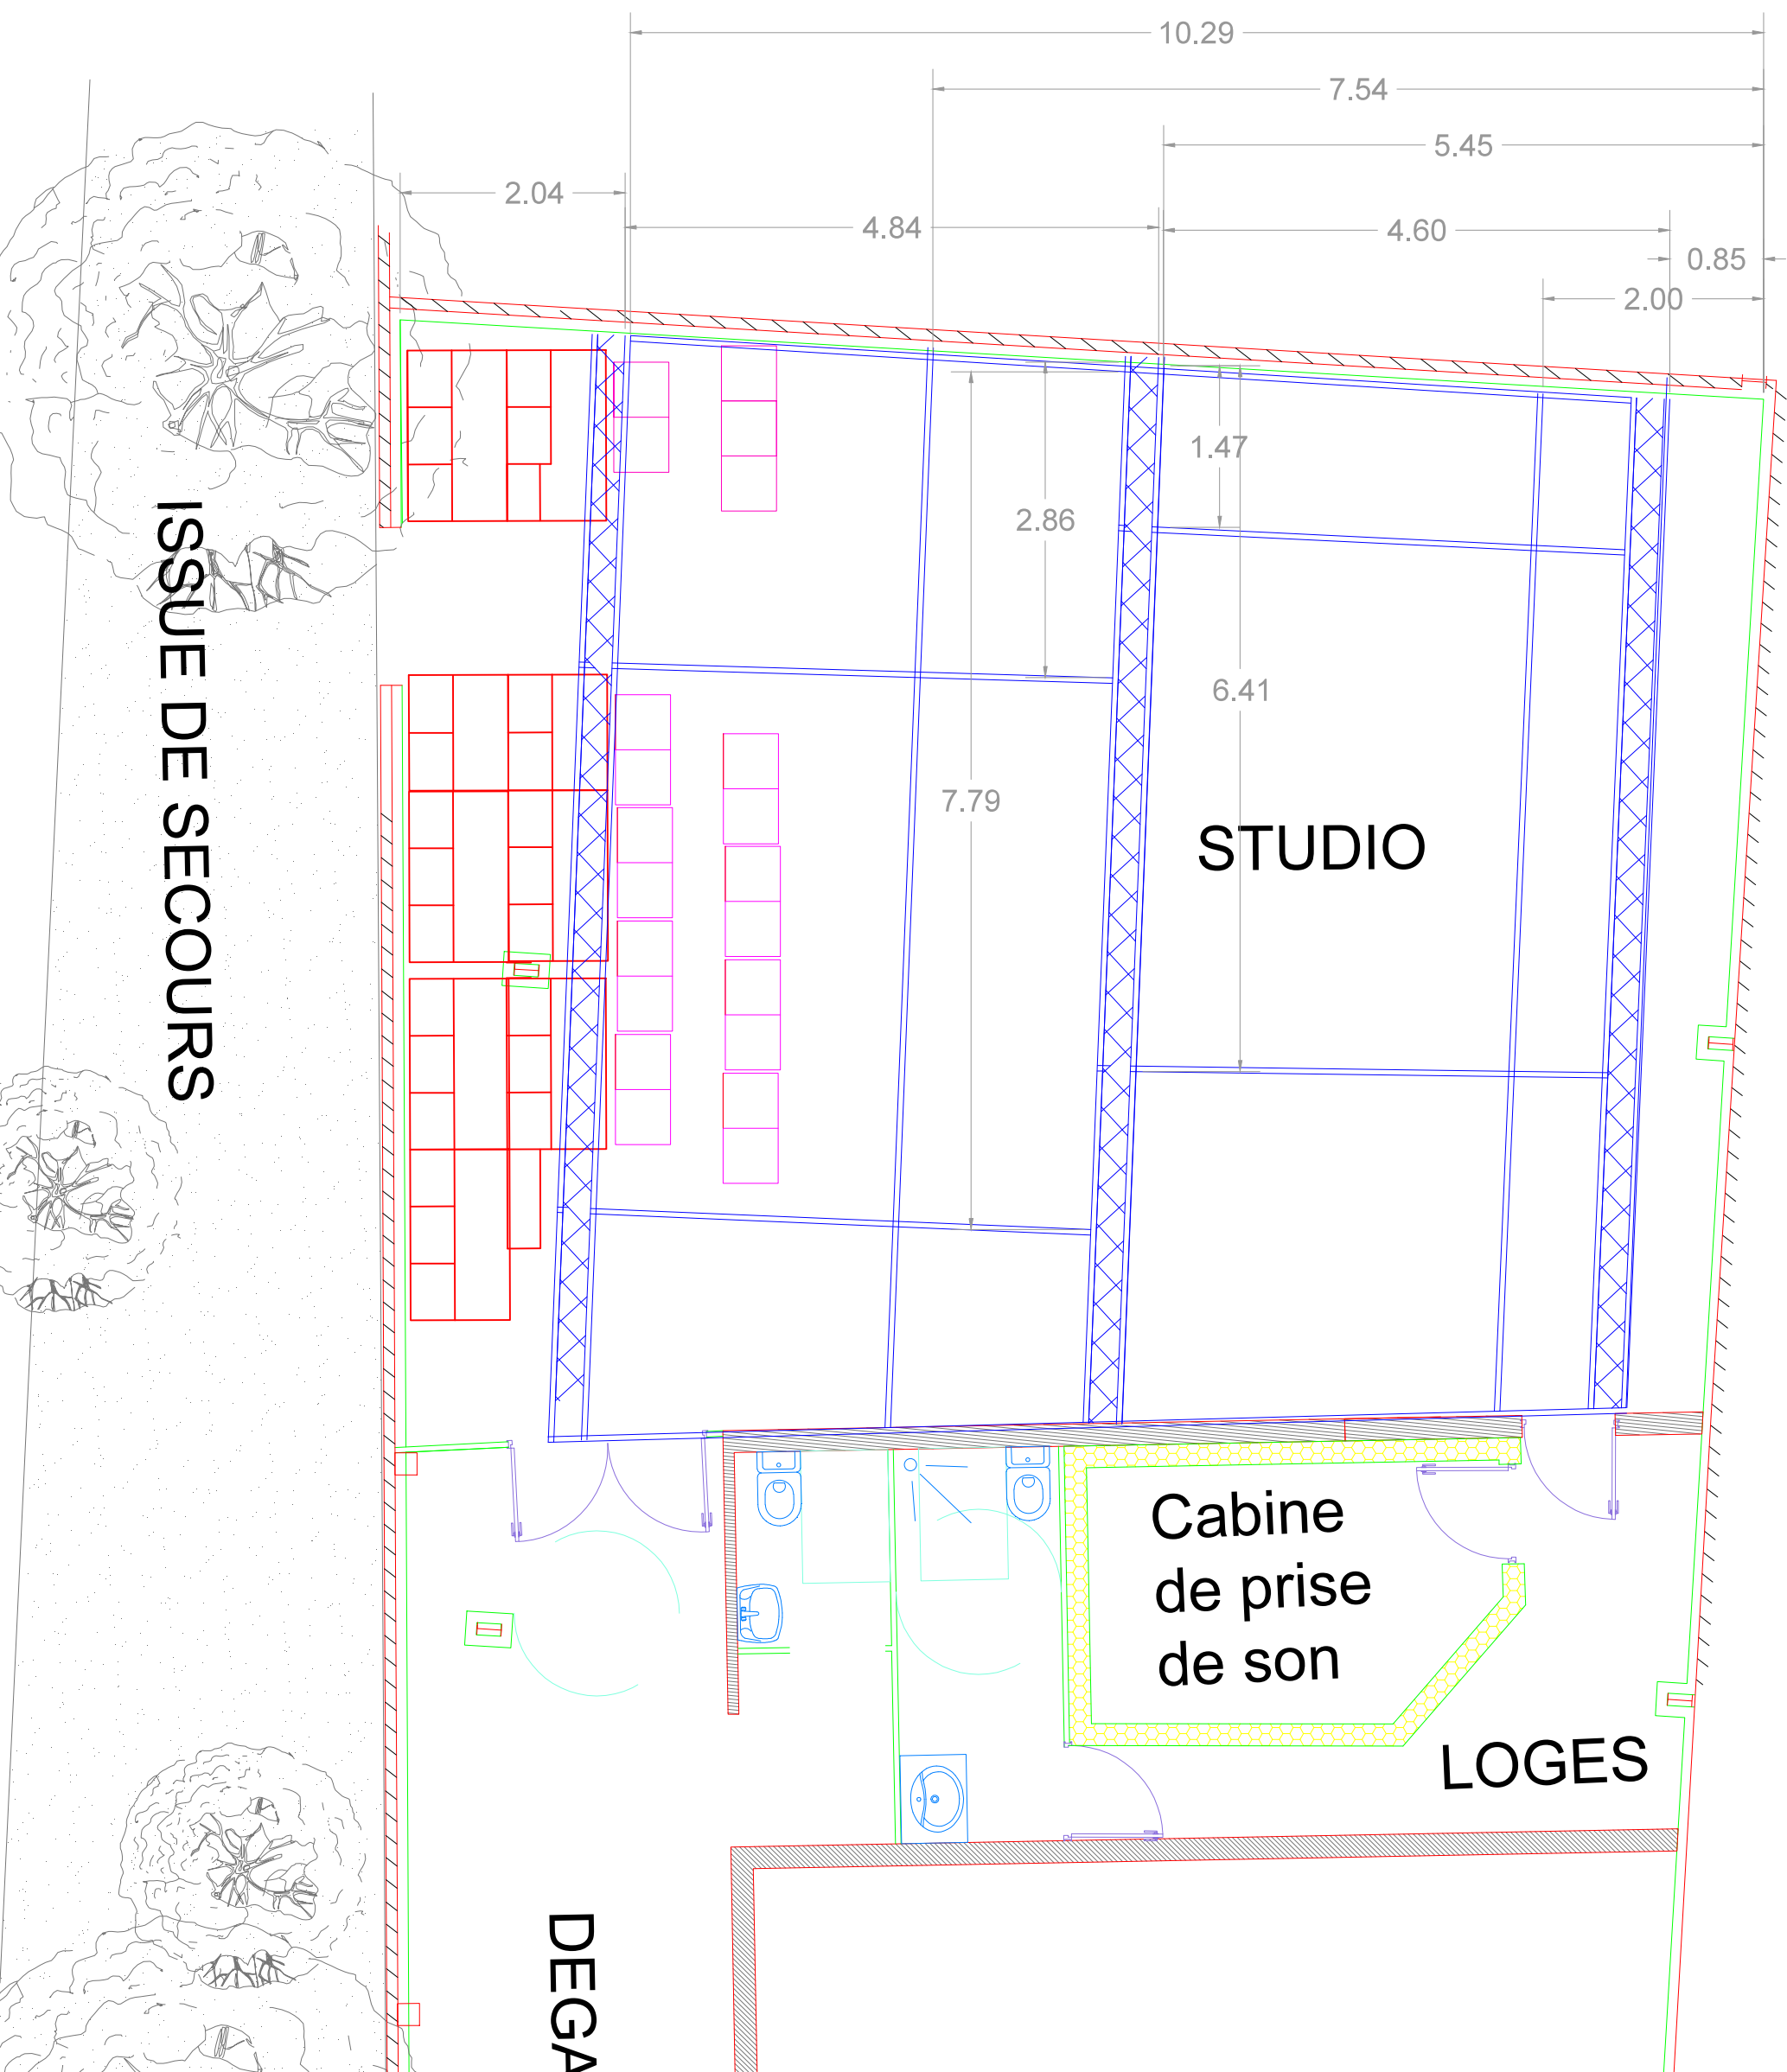 10.29
7.54
5.45
2.04
4.84
4.60
0.85
2.00
1.47
2.86
6.41
7.79
STUDIO
ISSUE DE SECOURS
Cabine
de prise
de son
LOGES
DEGA